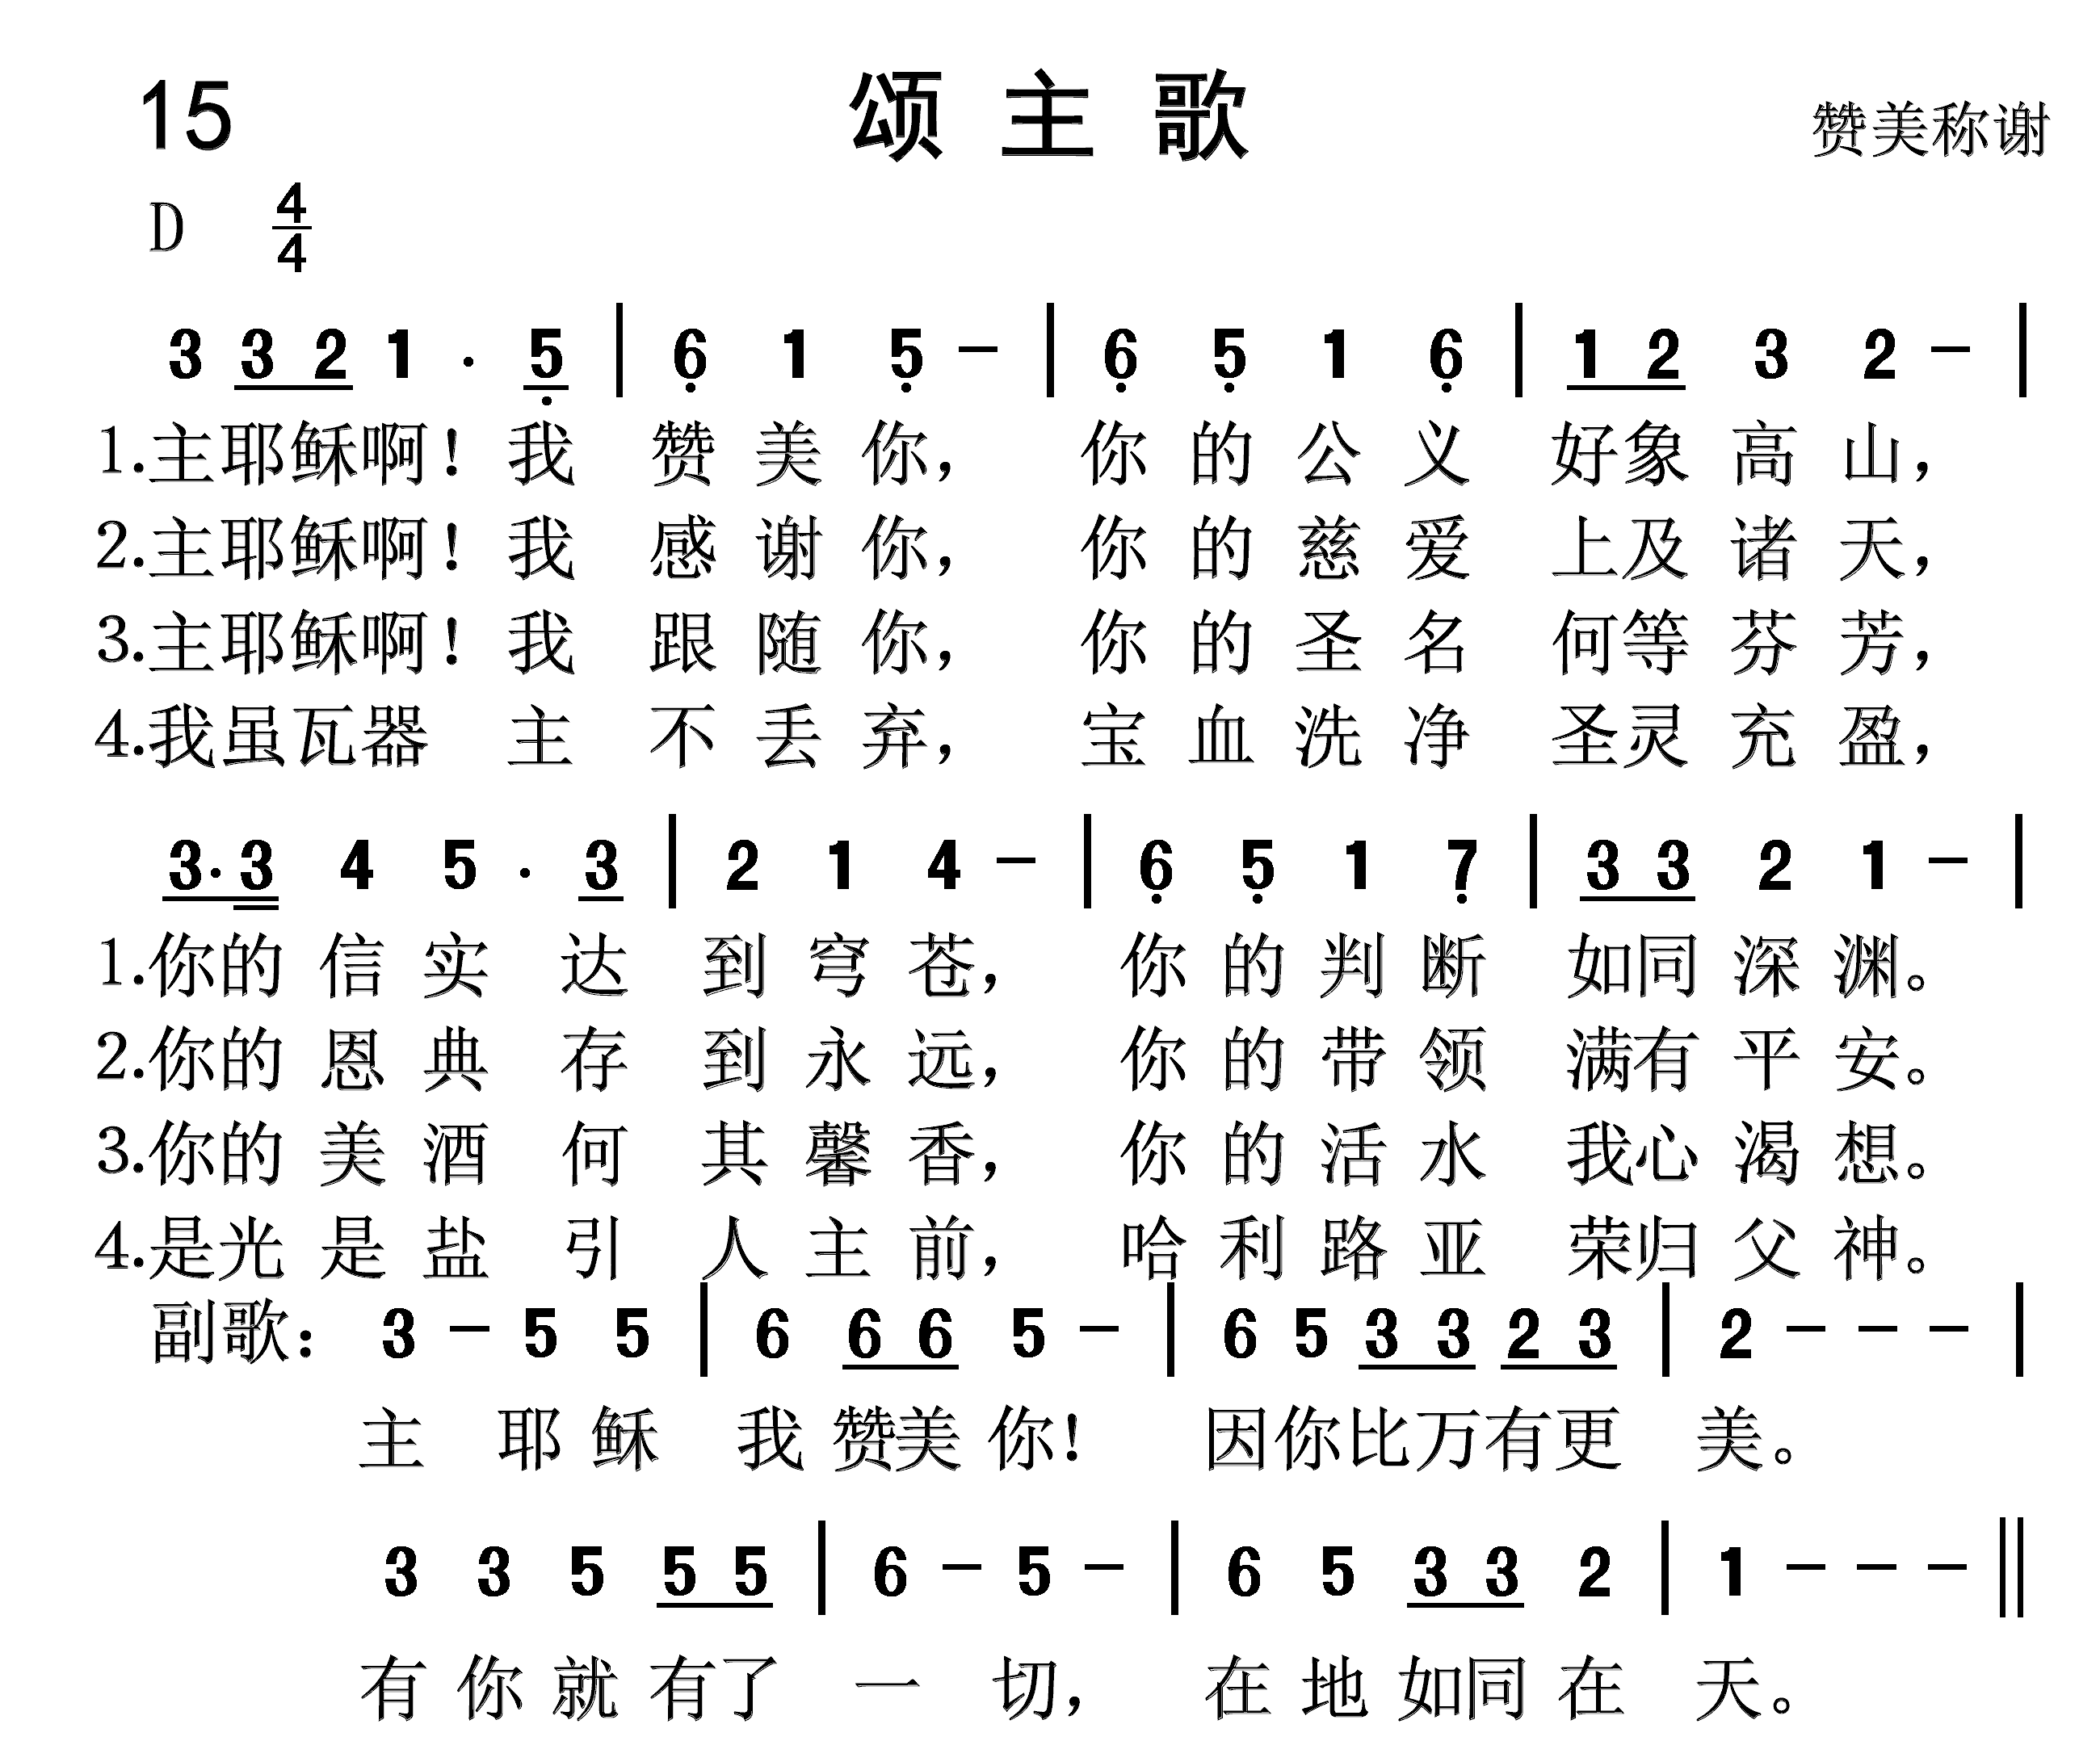 15 颂 主 歌 赞美称谢
D 4/4
3 3 2 1 · 5̣ | 6̣ 1 5̣ – | 6̣ 5̣ 1 6̣ | 1 2 3 2 – |
1.主耶稣啊！我 赞 美 你， 你 的 公 义 好象 高 山，
2.主耶稣啊！我 感 谢 你， 你 的 慈 爱 上及 诸 天，
3.主耶稣啊！我 跟 随 你， 你 的 圣 名 何等 芬 芳，
4.我虽瓦器 主 不 丢 弃， 宝 血 洗 净 圣灵 充 盈，
3·3 4 5 · 3 | 2 1 4 – | 6̣ 5̣ 1 7̣ | 3 3 2 1 – |
1.你的 信 实 达 到 穹 苍， 你 的 判 断 如同 深 渊。
2.你的 恩 典 存 到 永 远， 你 的 带 领 满有 平 安。
3.你的 美 酒 何 其 馨 香， 你 的 活 水 我心 渴 想。
4.是光 是 盐 引 人 主 前， 哈 利 路 亚 荣归 父 神。
副歌： 3 – 5 5 | 6 6 6 5 – | 6 5 3 3 2 3 | 2 – – – |
主 耶 稣 我 赞美 你！ 因你比万有更 美。
3 3 5 5 5 | 6 – 5 – | 6 5 3 3 2 | 1 – – – ||
有 你 就 有了 一 切， 在 地 如同 在 天。